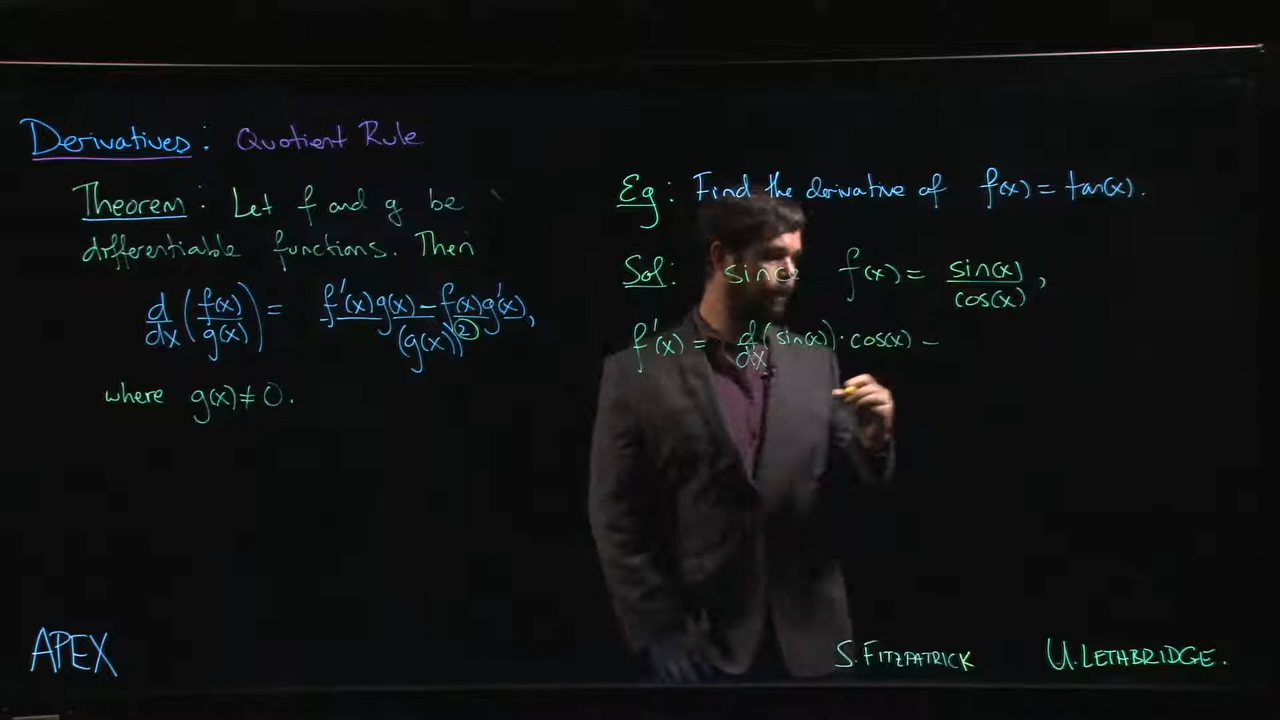 Derivatives: Quotient Rule
Theorem: Let f and g be
differentiable functions. Then
d/dx (f(x)/g(x)) = f'(x)g(x) - f(x)g'(x)/(g(x))²,
where g(x) ≠ 0.
Eg: Find the derivative of f(x) = tan(x).
Sol: since f(x) = sin(x)/cos(x),
f'(x) = d/dx (sin(x)) · cos(x) -
APEX
S. FITZPATRICK U. LETHBRIDGE.